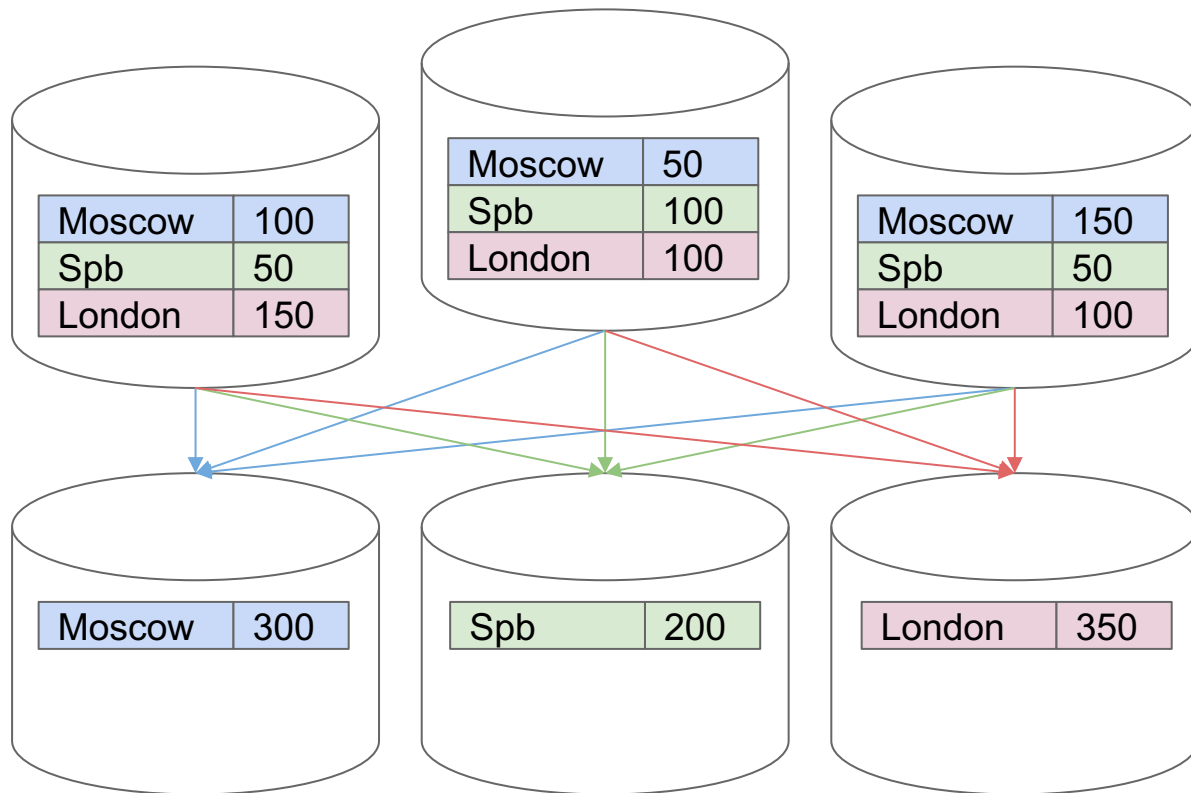 Moscow 100
Spb 50
London 150
Moscow 50
Spb 100
London 100
Moscow 150
Spb 50
London 100
Moscow 300
Spb 200
London 350